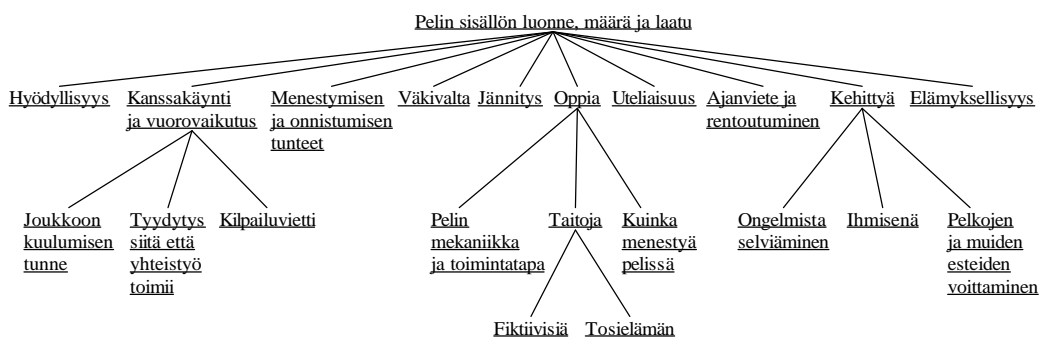 Pelin sisällön luonne, määrä ja laatu
Hyödyllisyys
Kanssakäynti
ja vuorovaikutus
Menestymisen
ja onnistumisen
tunteet
Väkivalta
Jännitys
Oppia
Uteliaisuus
Ajanviete ja
rentoutuminen
Kehittyä
Elämyksellisyys
Joukkoon
kuulumisen
tunne
Tyydytys
siitä että
yhteistyö
toimii
Kilpailuvietti
Pelin
mekaniikka
ja toimintatapa
Taitoja
Kuinka
menestyä
pelissä
Ongelmista
selviäminen
Ihmisenä
Pelkojen
ja muiden
esteiden
voittaminen
Fiktiivisiä
Tosielämän